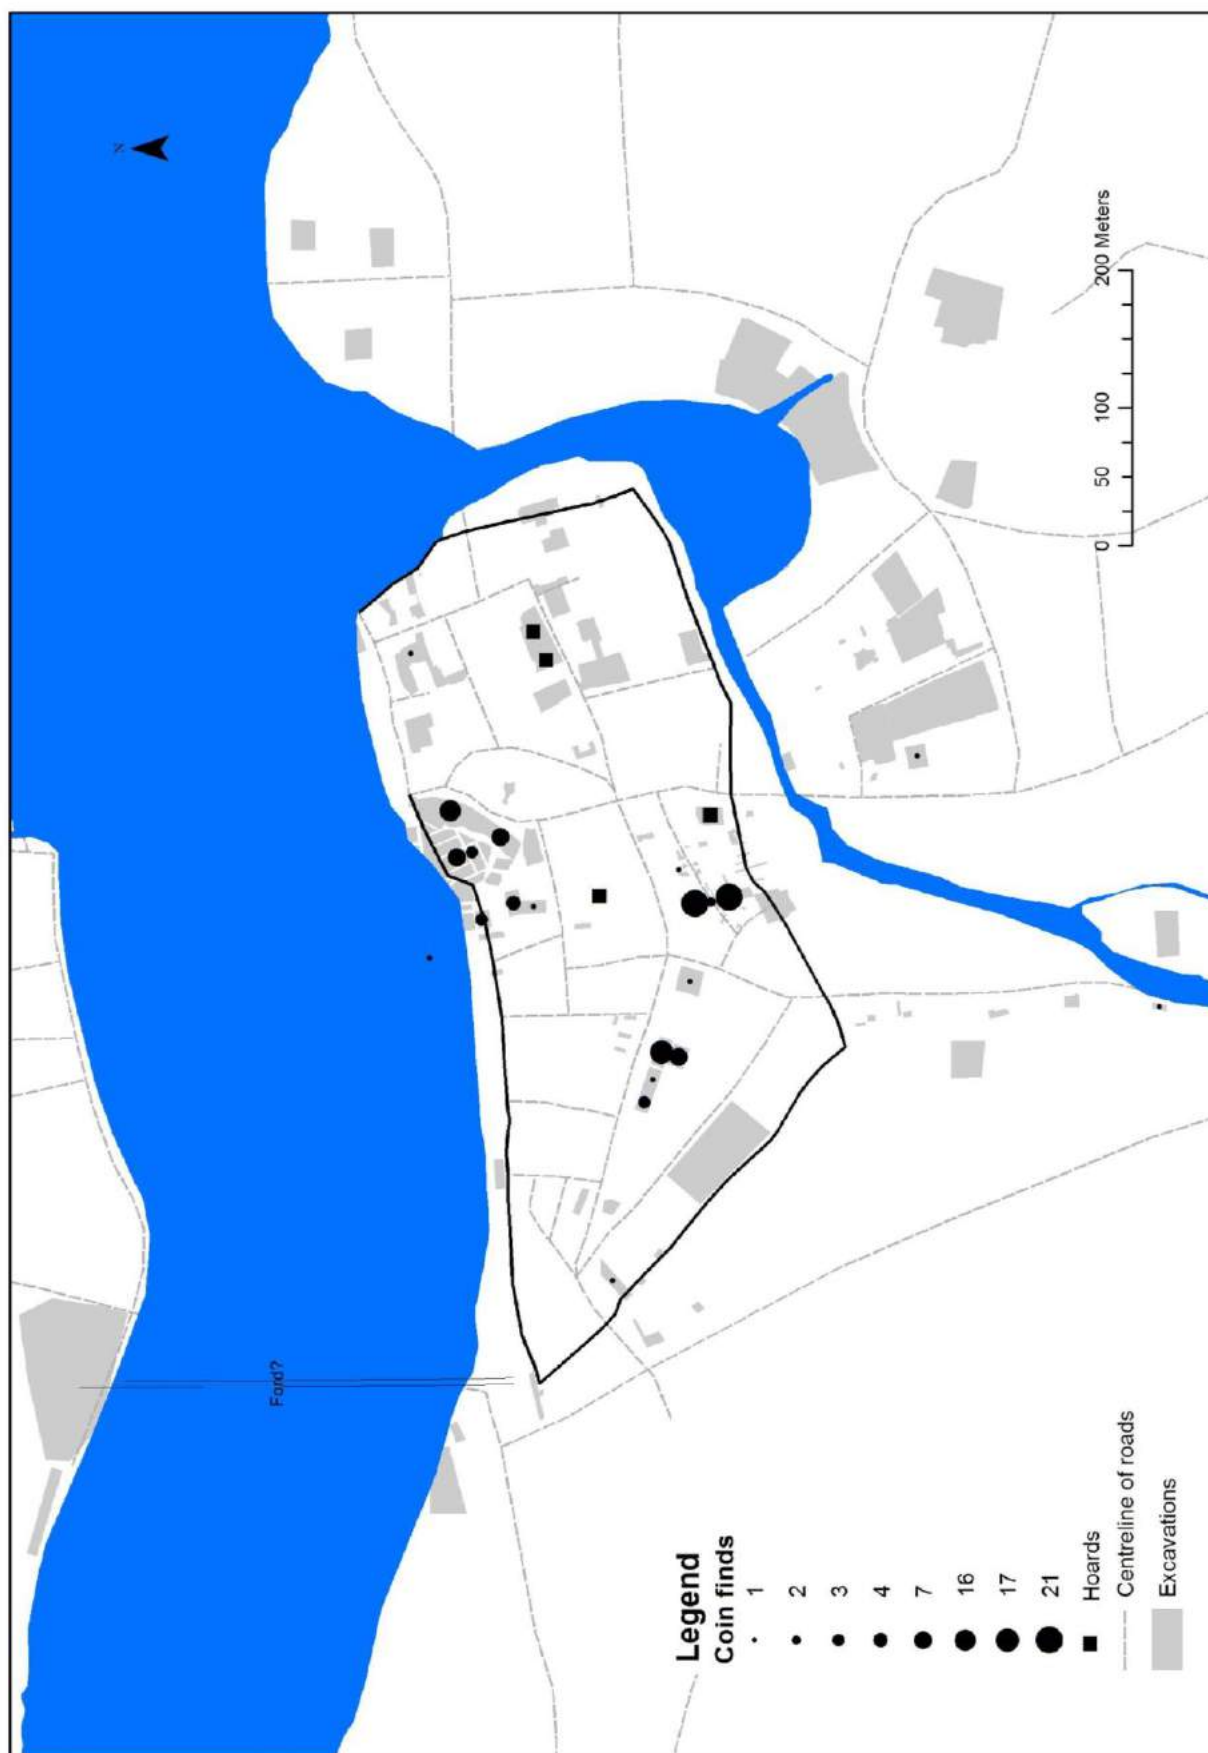 N
Ford?
0 50 100 200 Meters
Legend
Coin finds
1
2
3
4
7
16
17
21
Hoards
Centreline of roads
Excavations